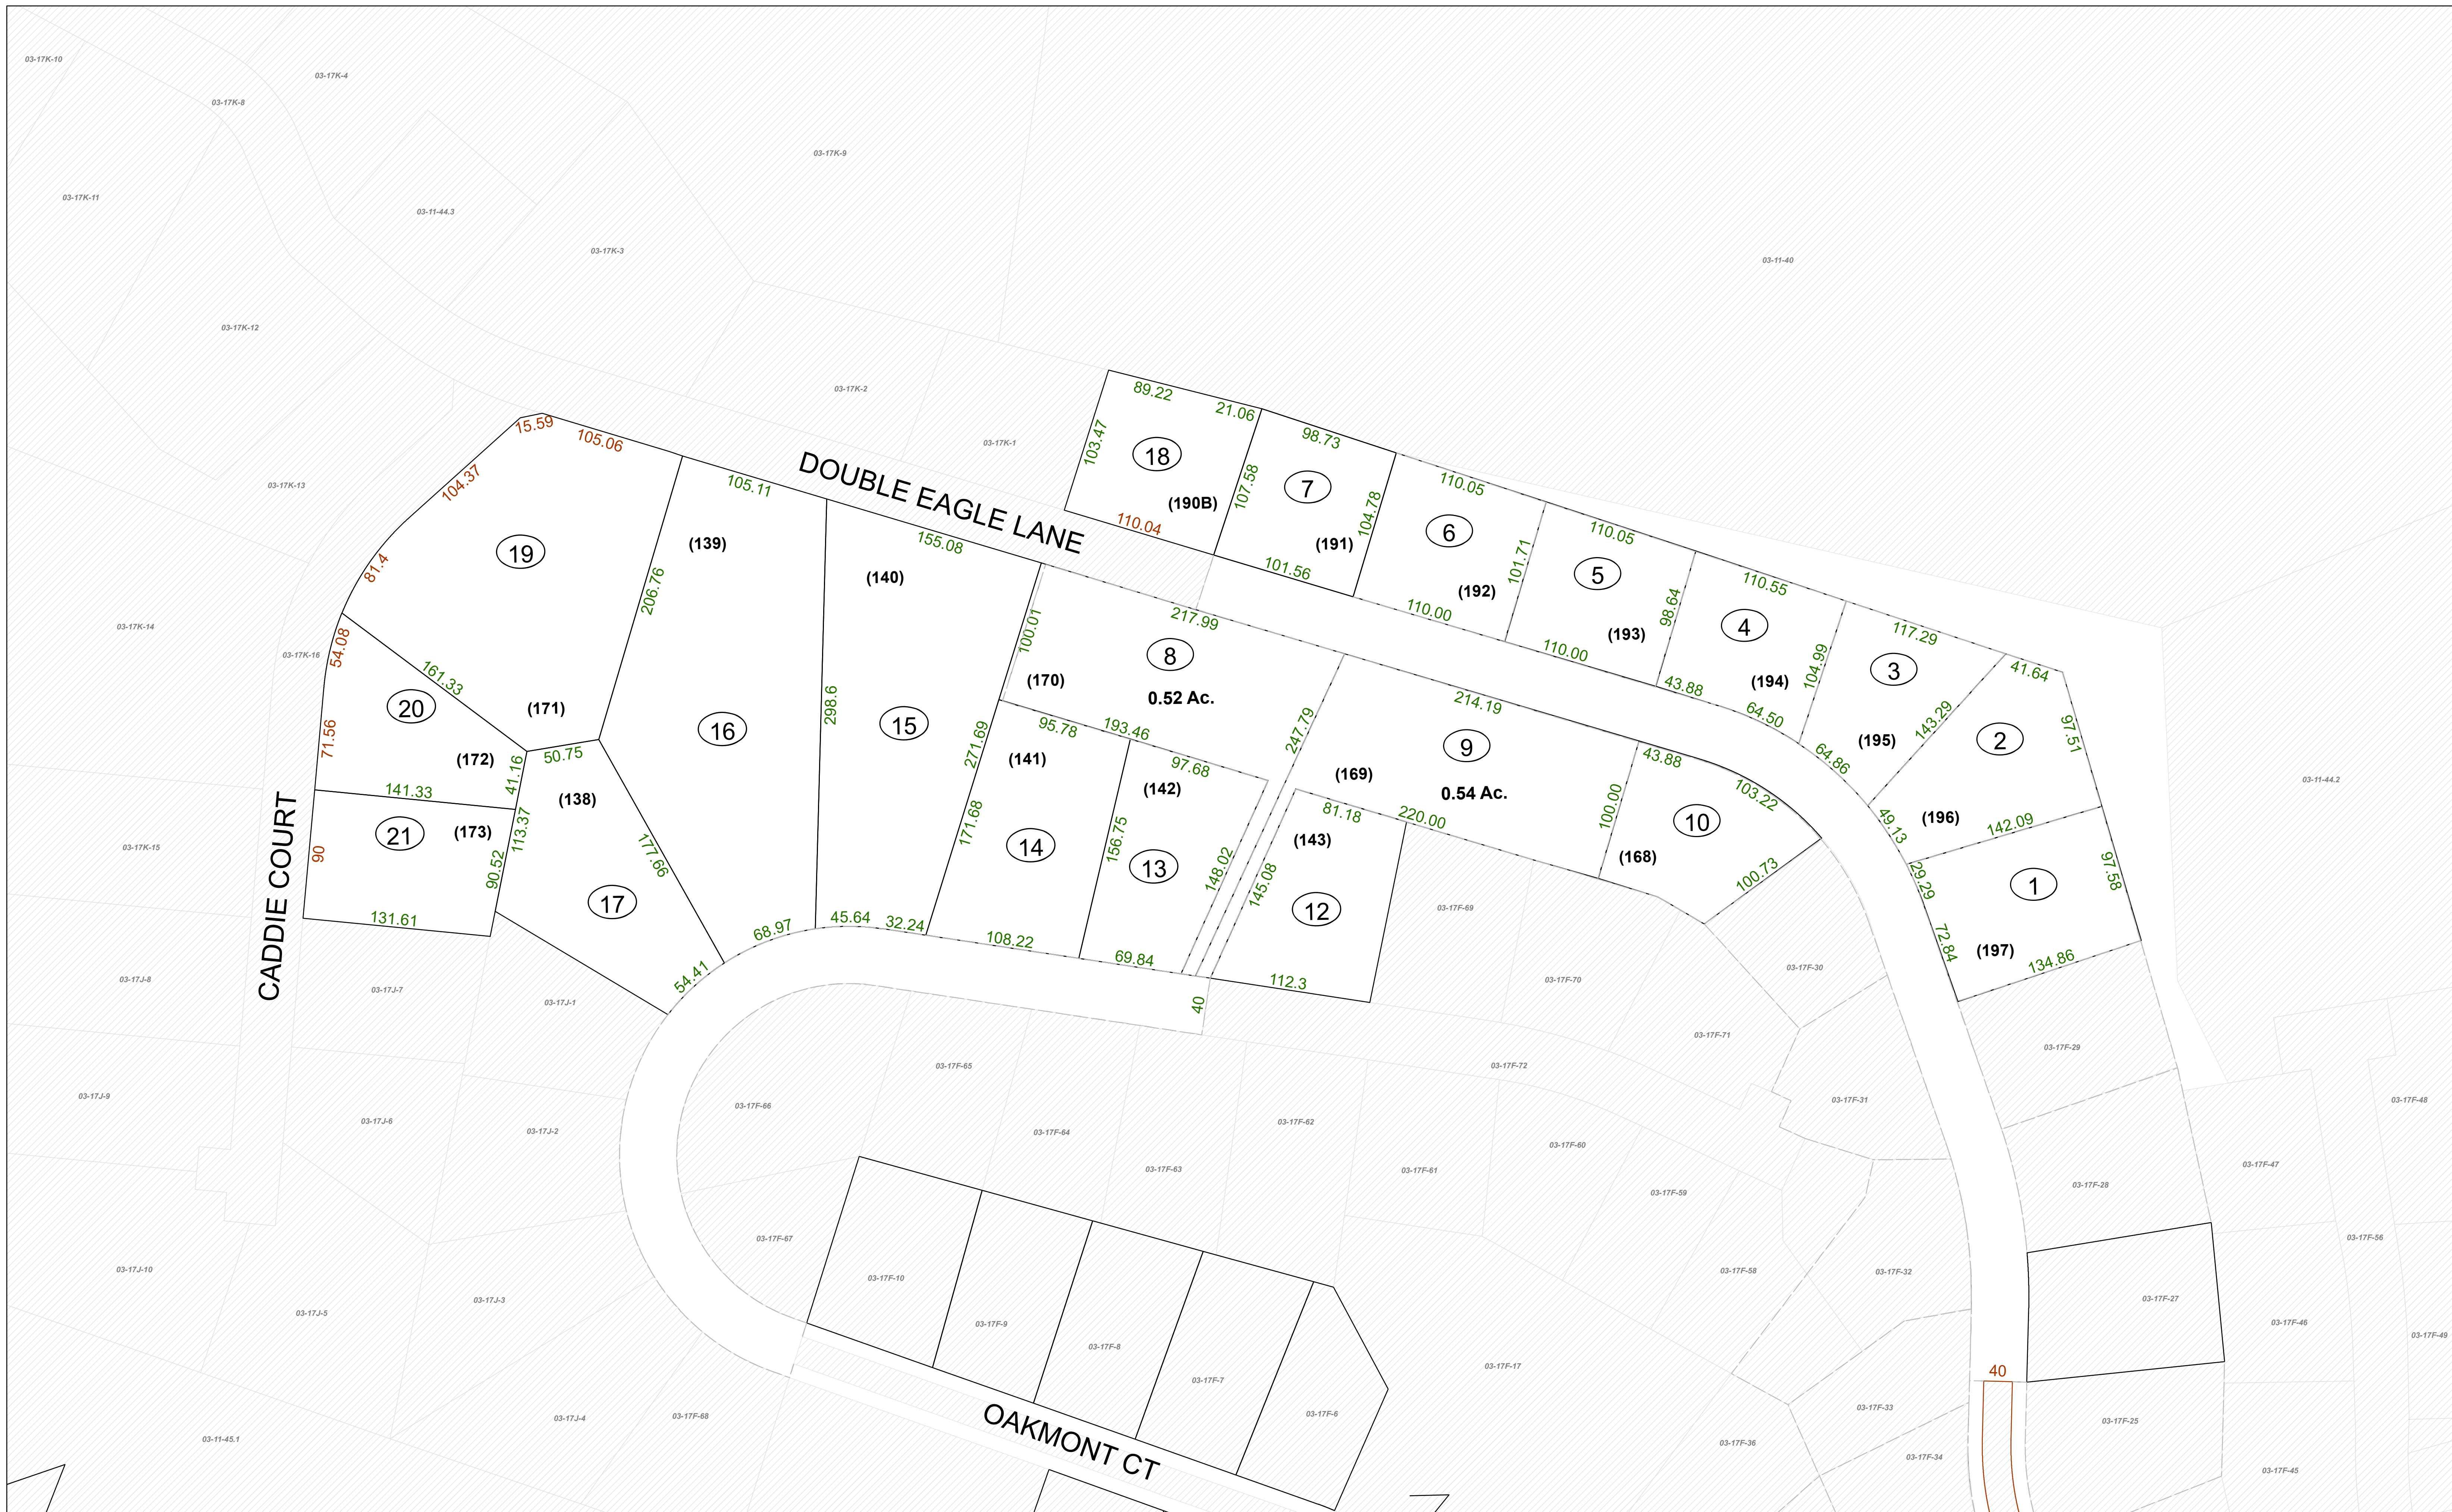 03-17K-10
03-17K-4
03-17K-8
03-17K-9
03-17K-11
03-11-44.3
03-17K-3
03-11-40
03-17K-12
03-17K-2
03-17K-1
03-17K-13
03-17K-14
03-17K-16
03-17K-15
89.22
21.06
103.47
18
107.58
(190B)
110.04
98.73
7
104.78
(191)
101.56
110.05
6
101.71
(192)
110.00
110.05
5
98.64
(193)
110.00
110.55
4
104.99
(194)
43.88
64.50
117.29
3
143.29
(195)
64.86
41.64
2
97.51
(196)
49.13
142.09
1
97.58
29.29
72.84
(197)
134.86
03-11-44.2
DOUBLE EAGLE LANE
15.59
105.06
104.37
19
81.4
206.76
(171)
161.33
54.08
20
71.56
(172)
41.16
141.33
50.75
21
(173)
113.37
90
90.52
131.61
CADDIE COURT
(138)
177.66
17
54.41
105.11
(139)
16
298.6
68.97
155.08
(140)
15
271.69
45.64
32.24
100.01
217.99
8
(170)
0.52 Ac.
95.78
193.46
97.68
247.79
(141)
171.68
14
108.22
(142)
156.75
13
148.02
69.84
214.19
9
(169)
0.54 Ac.
81.18
220.00
100.00
(143)
145.08
12
112.3
40
43.88
103.22
10
(168)
100.73
03-17F-69
03-17F-70
03-17F-30
03-17F-71
03-17F-29
03-17F-72
03-17F-31
03-17F-48
03-17J-8
03-17J-7
03-17J-1
03-17J-9
03-17J-6
03-17J-2
03-17F-65
03-17F-66
03-17F-64
03-17F-62
03-17F-63
03-17F-61
03-17F-60
03-17F-59
03-17F-47
03-17F-28
03-17F-67
03-17F-56
03-17J-10
03-17F-10
03-17F-58
03-17F-32
03-17J-5
03-17J-3
03-17F-9
03-17F-27
03-17F-46
03-17F-49
03-17F-8
03-17F-17
40
03-17F-7
03-17F-33
03-17J-4
03-17F-68
03-17F-6
03-17F-25
03-11-45.1
OAKMONT CT
03-17F-36
03-17F-34
03-17F-45